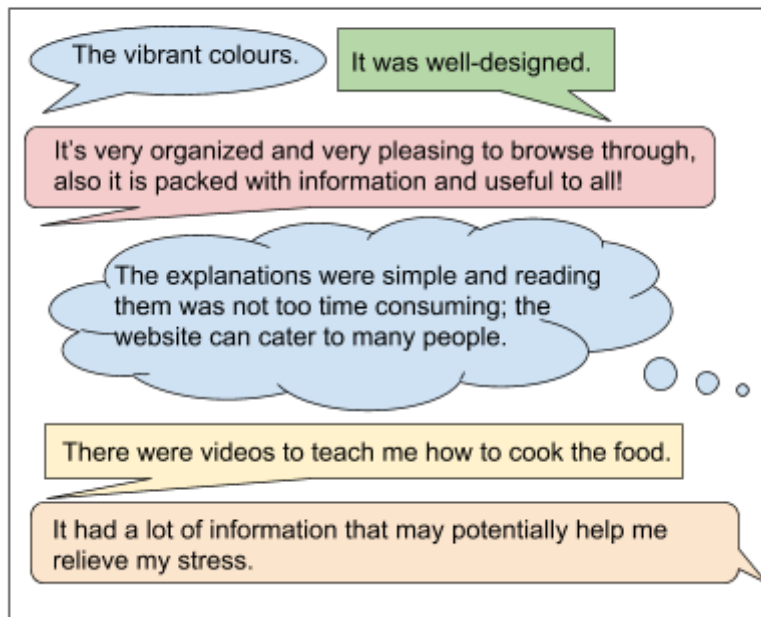 The vibrant colours.
It was well-designed.
It's very organized and very pleasing to browse through,
also it is packed with information and useful to all!
The explanations were simple and reading
them was not too time consuming; the
website can cater to many people.
There were videos to teach me how to cook the food.
It had a lot of information that may potentially help me
relieve my stress.